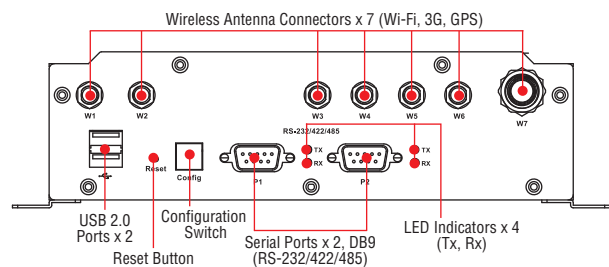 Wireless Antenna Connectors x 7 (Wi-Fi, 3G, GPS)
W1
W2
W3
W4
W5
W6
W7
RS-232/422/485
TX
RX
TX
RX
Reset
Config
P1
P2
USB 2.0
Ports x 2
Reset Button
Configuration
Switch
Serial Ports x 2, DB9
(RS-232/422/485)
LED Indicators x 4
(Tx, Rx)